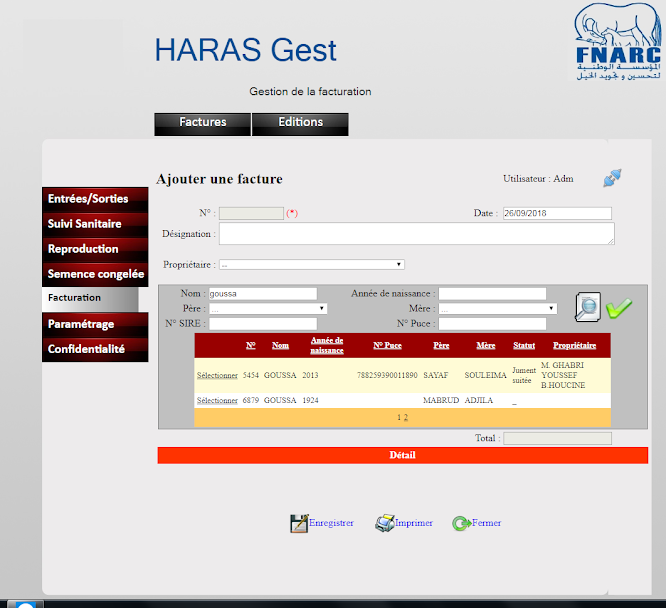 HARAS Gest
FNARC
المؤسسة الوطنية
لتحسين و تجويد الخيل
Gestion de la facturation
Factures Editions
Ajouter une facture
Utilisateur : Adm
Entrées/Sorties
Suivi Sanitaire
Reproduction
Semence congelée
Facturation
Paramétrage
Confidentialité
N° : (*) Date : 26/09/2018
Désignation :
Propriétaire : --
Nom : goussa Année de naissance :
Père : ... Mère : ...
N° SIRE : N° Puce :
N° Nom Année de naissance N° Puce Père Mère Statut Propriétaire
Sélectionner 5454 GOUSSA 2013 788259390011890 SAYAF SOULEIMA Jument suitée M. GHABRI YOUSSEF B.HOUCINE
Sélectionner 6879 GOUSSA 1924 MABRUD ADJILA _
1 2
Total :
Détail
Enregistrer Imprimer Fermer